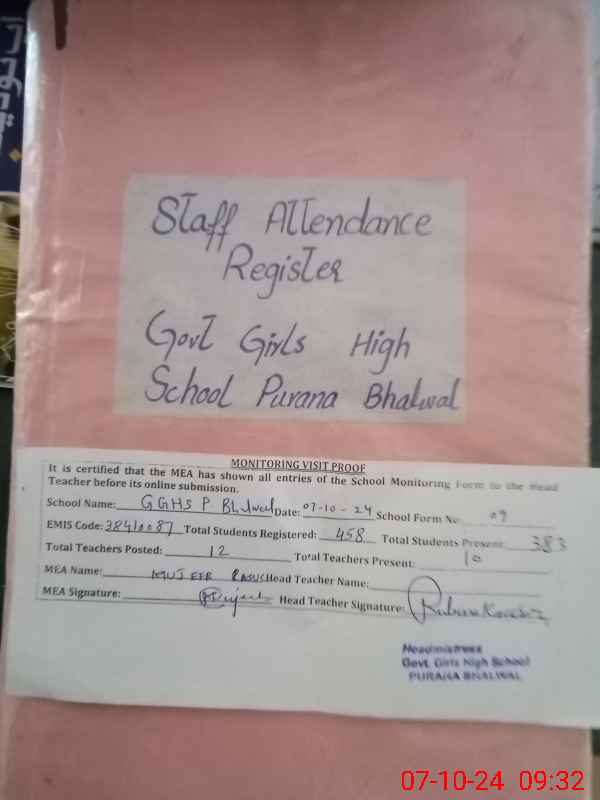 Staff Attendance
Register
Govt Girls High
School Purana Bhalwal
MONITORING VISIT PROOF
It is certified that the MEA has shown all entries of the School Monitoring Form to the Head
Teacher before its online submission.
School Name: GGHS P. Bhalwal Date: 07-10-24 School Form No 09
EMIS Code: 38410087 Total Students Registered: 458 Total Students Present: 383
Total Teachers Posted: 12 Total Teachers Present: 10
MEA Name: MUJEEB Head Teacher Name:
MEA Signature: Head Teacher Signature:
Headmistress
Govt. Girls High School
PURANA BHALWAL
07-10-24 09:32